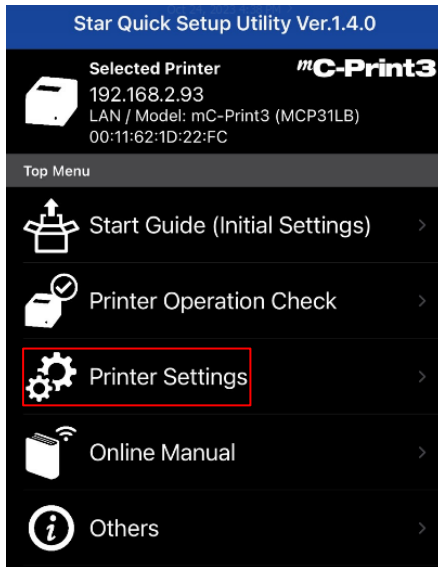 Star Quick Setup Utility Ver.1.4.0
Selected Printer
mC-Print3
192.168.2.93
LAN / Model: mC-Print3 (MCP31LB)
00:11:62:1D:22:FC
Top Menu
Start Guide (Initial Settings)
Printer Operation Check
Printer Settings
Online Manual
Others